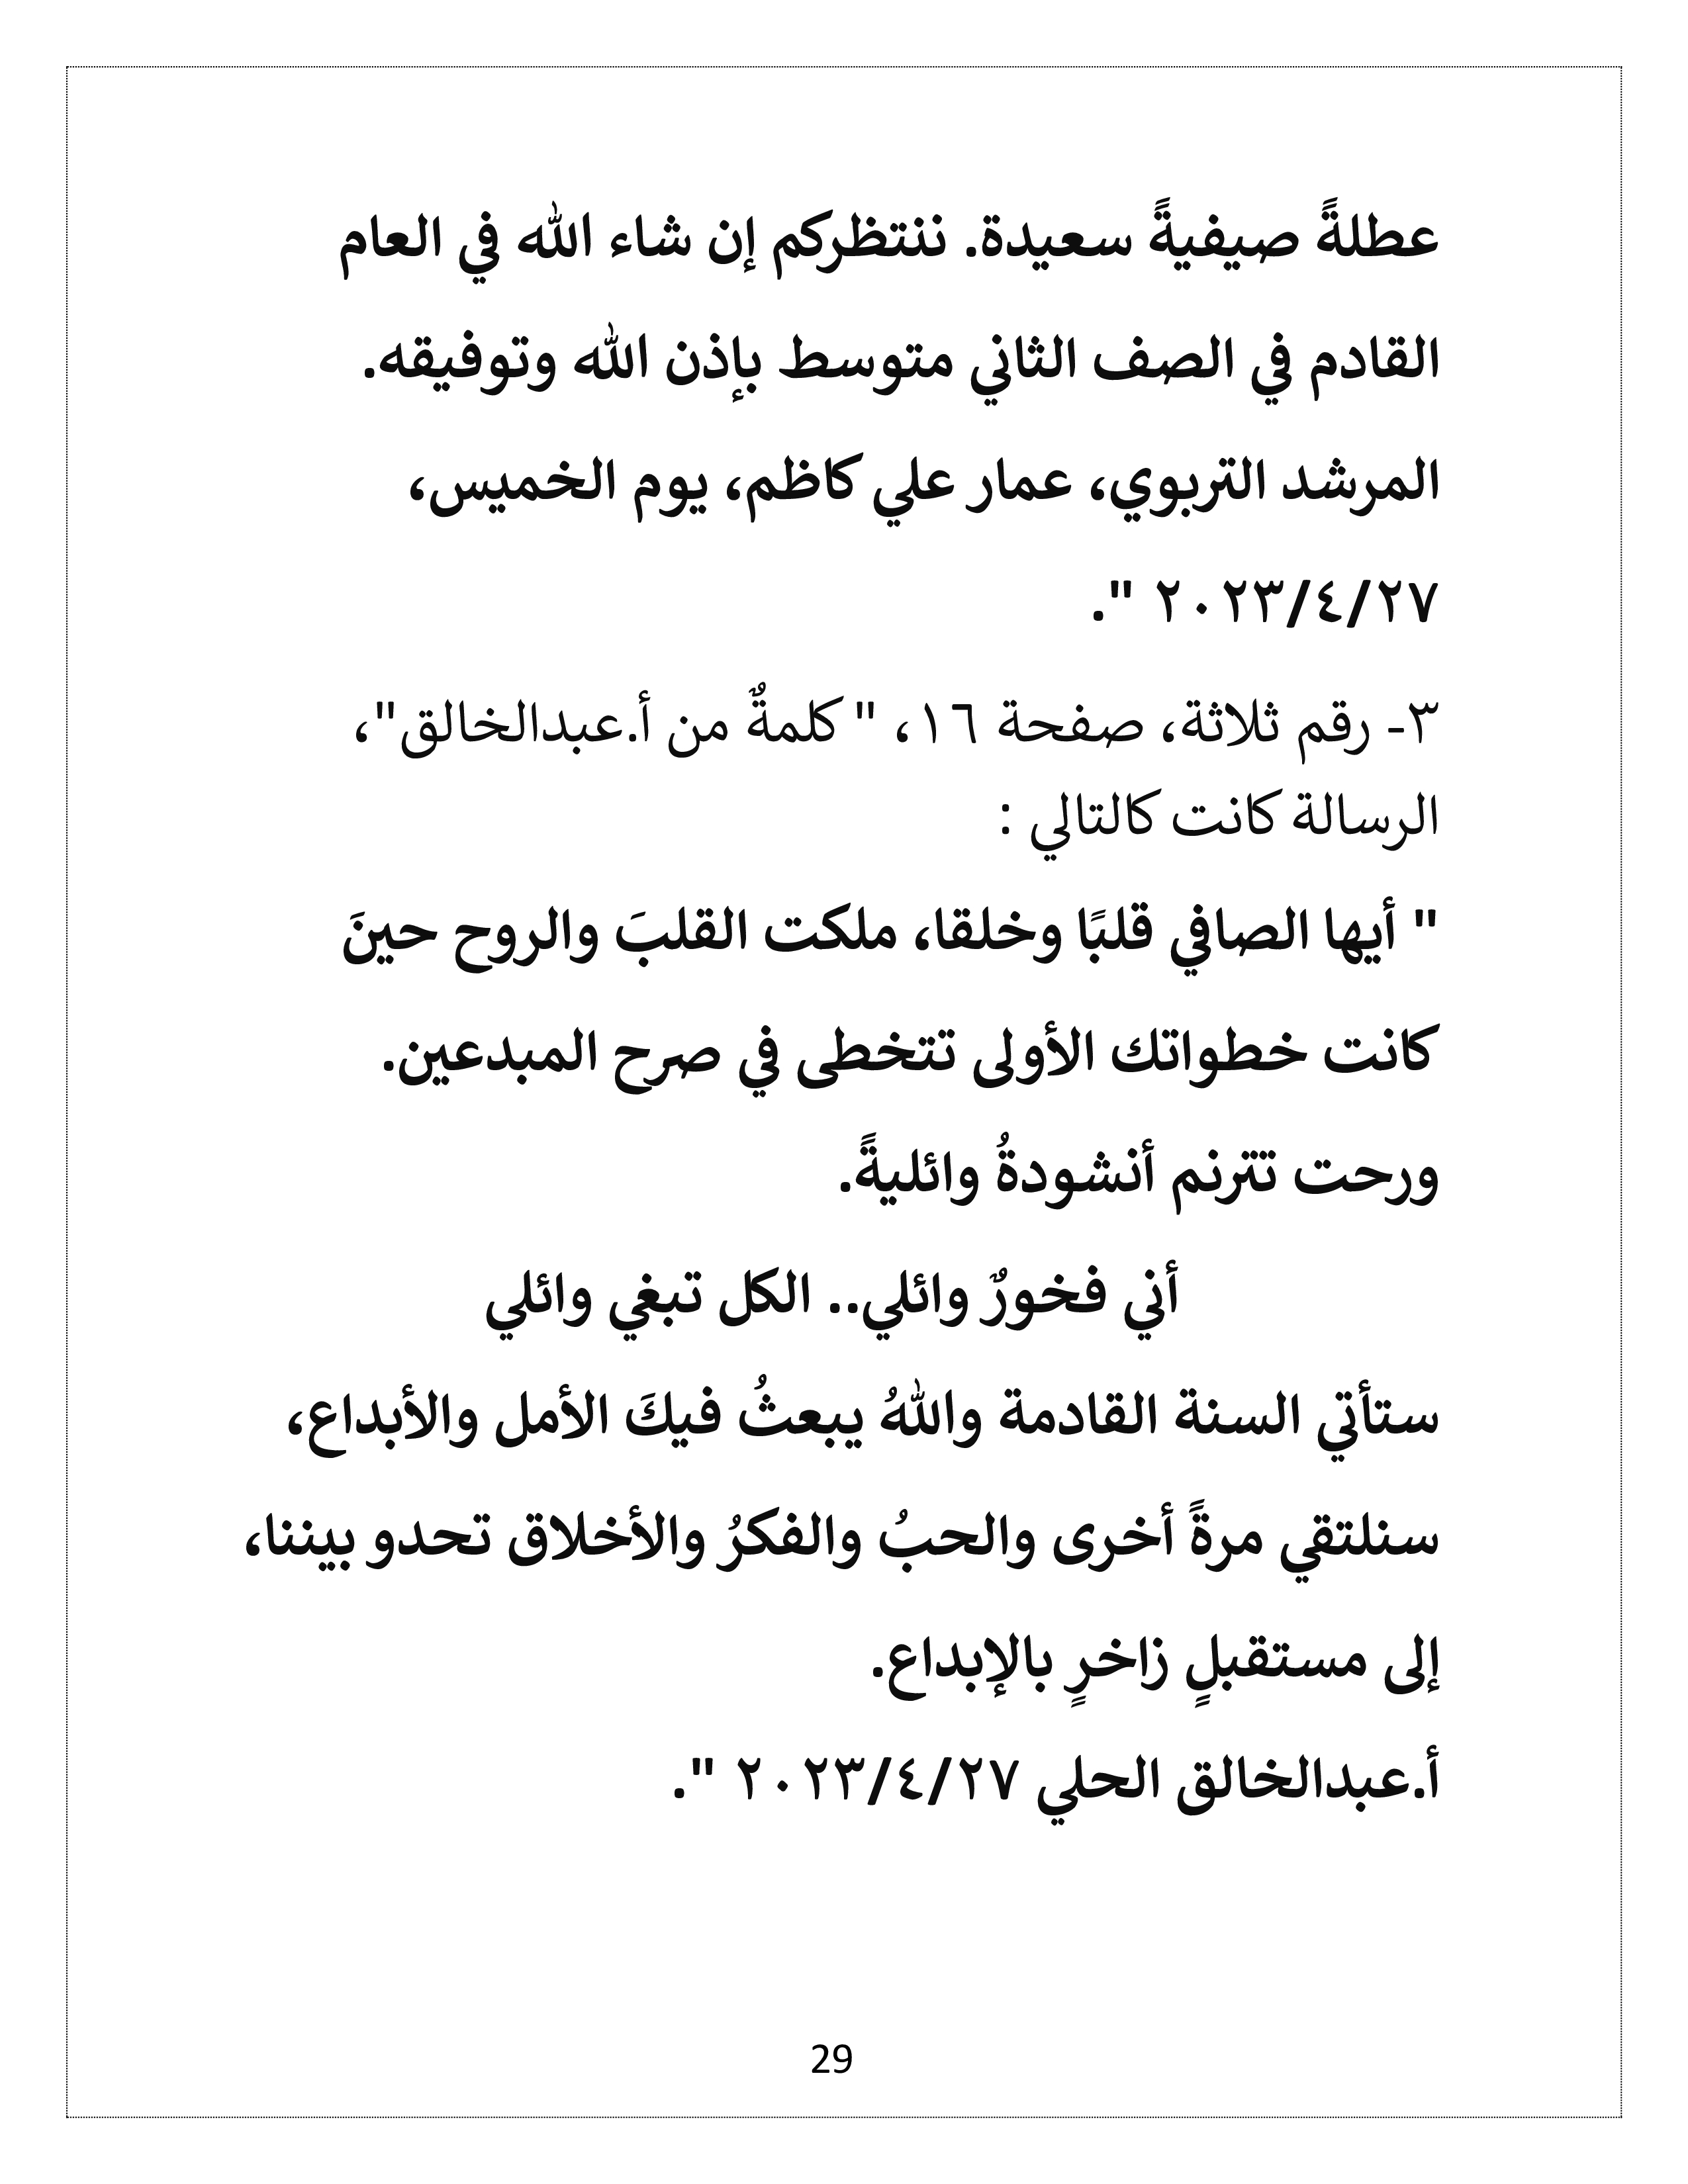 عطلةً صيفيةً سعيدة. ننتظركم إن شاء الله في العام
القادم في الصف الثاني متوسط بإذن الله وتوفيقه.
المرشد التربوي، عمار علي كاظم، يوم الخميس،
٢٠٢٣/٤/٢٧ ".
٣- رقم ثلاثة، صفحة ١٦، " كلمةٌ من أ.عبدالخالق"،
الرسالة كانت كالتالي :
" أيها الصافي قلبًا وخلقا، ملكت القلبَ والروح حينَ
كانت خطواتك الأولى تتخطى في صرح المبدعين.
ورحت تترنم أنشودةُ وائليةً.
أني فخورٌ وائلي.. الكل تبغي وائلي
ستأتي السنة القادمة واللهُ يبعثُ فيكَ الأمل والأبداع،
سنلتقي مرةً أخرى والحبُ والفكرُ والأخلاق تحدو بيننا،
إلى مستقبلٍ زاخرٍ بالإبداع.
أ.عبدالخالق الحلي ٢٠٢٣/٤/٢٧ ".
29